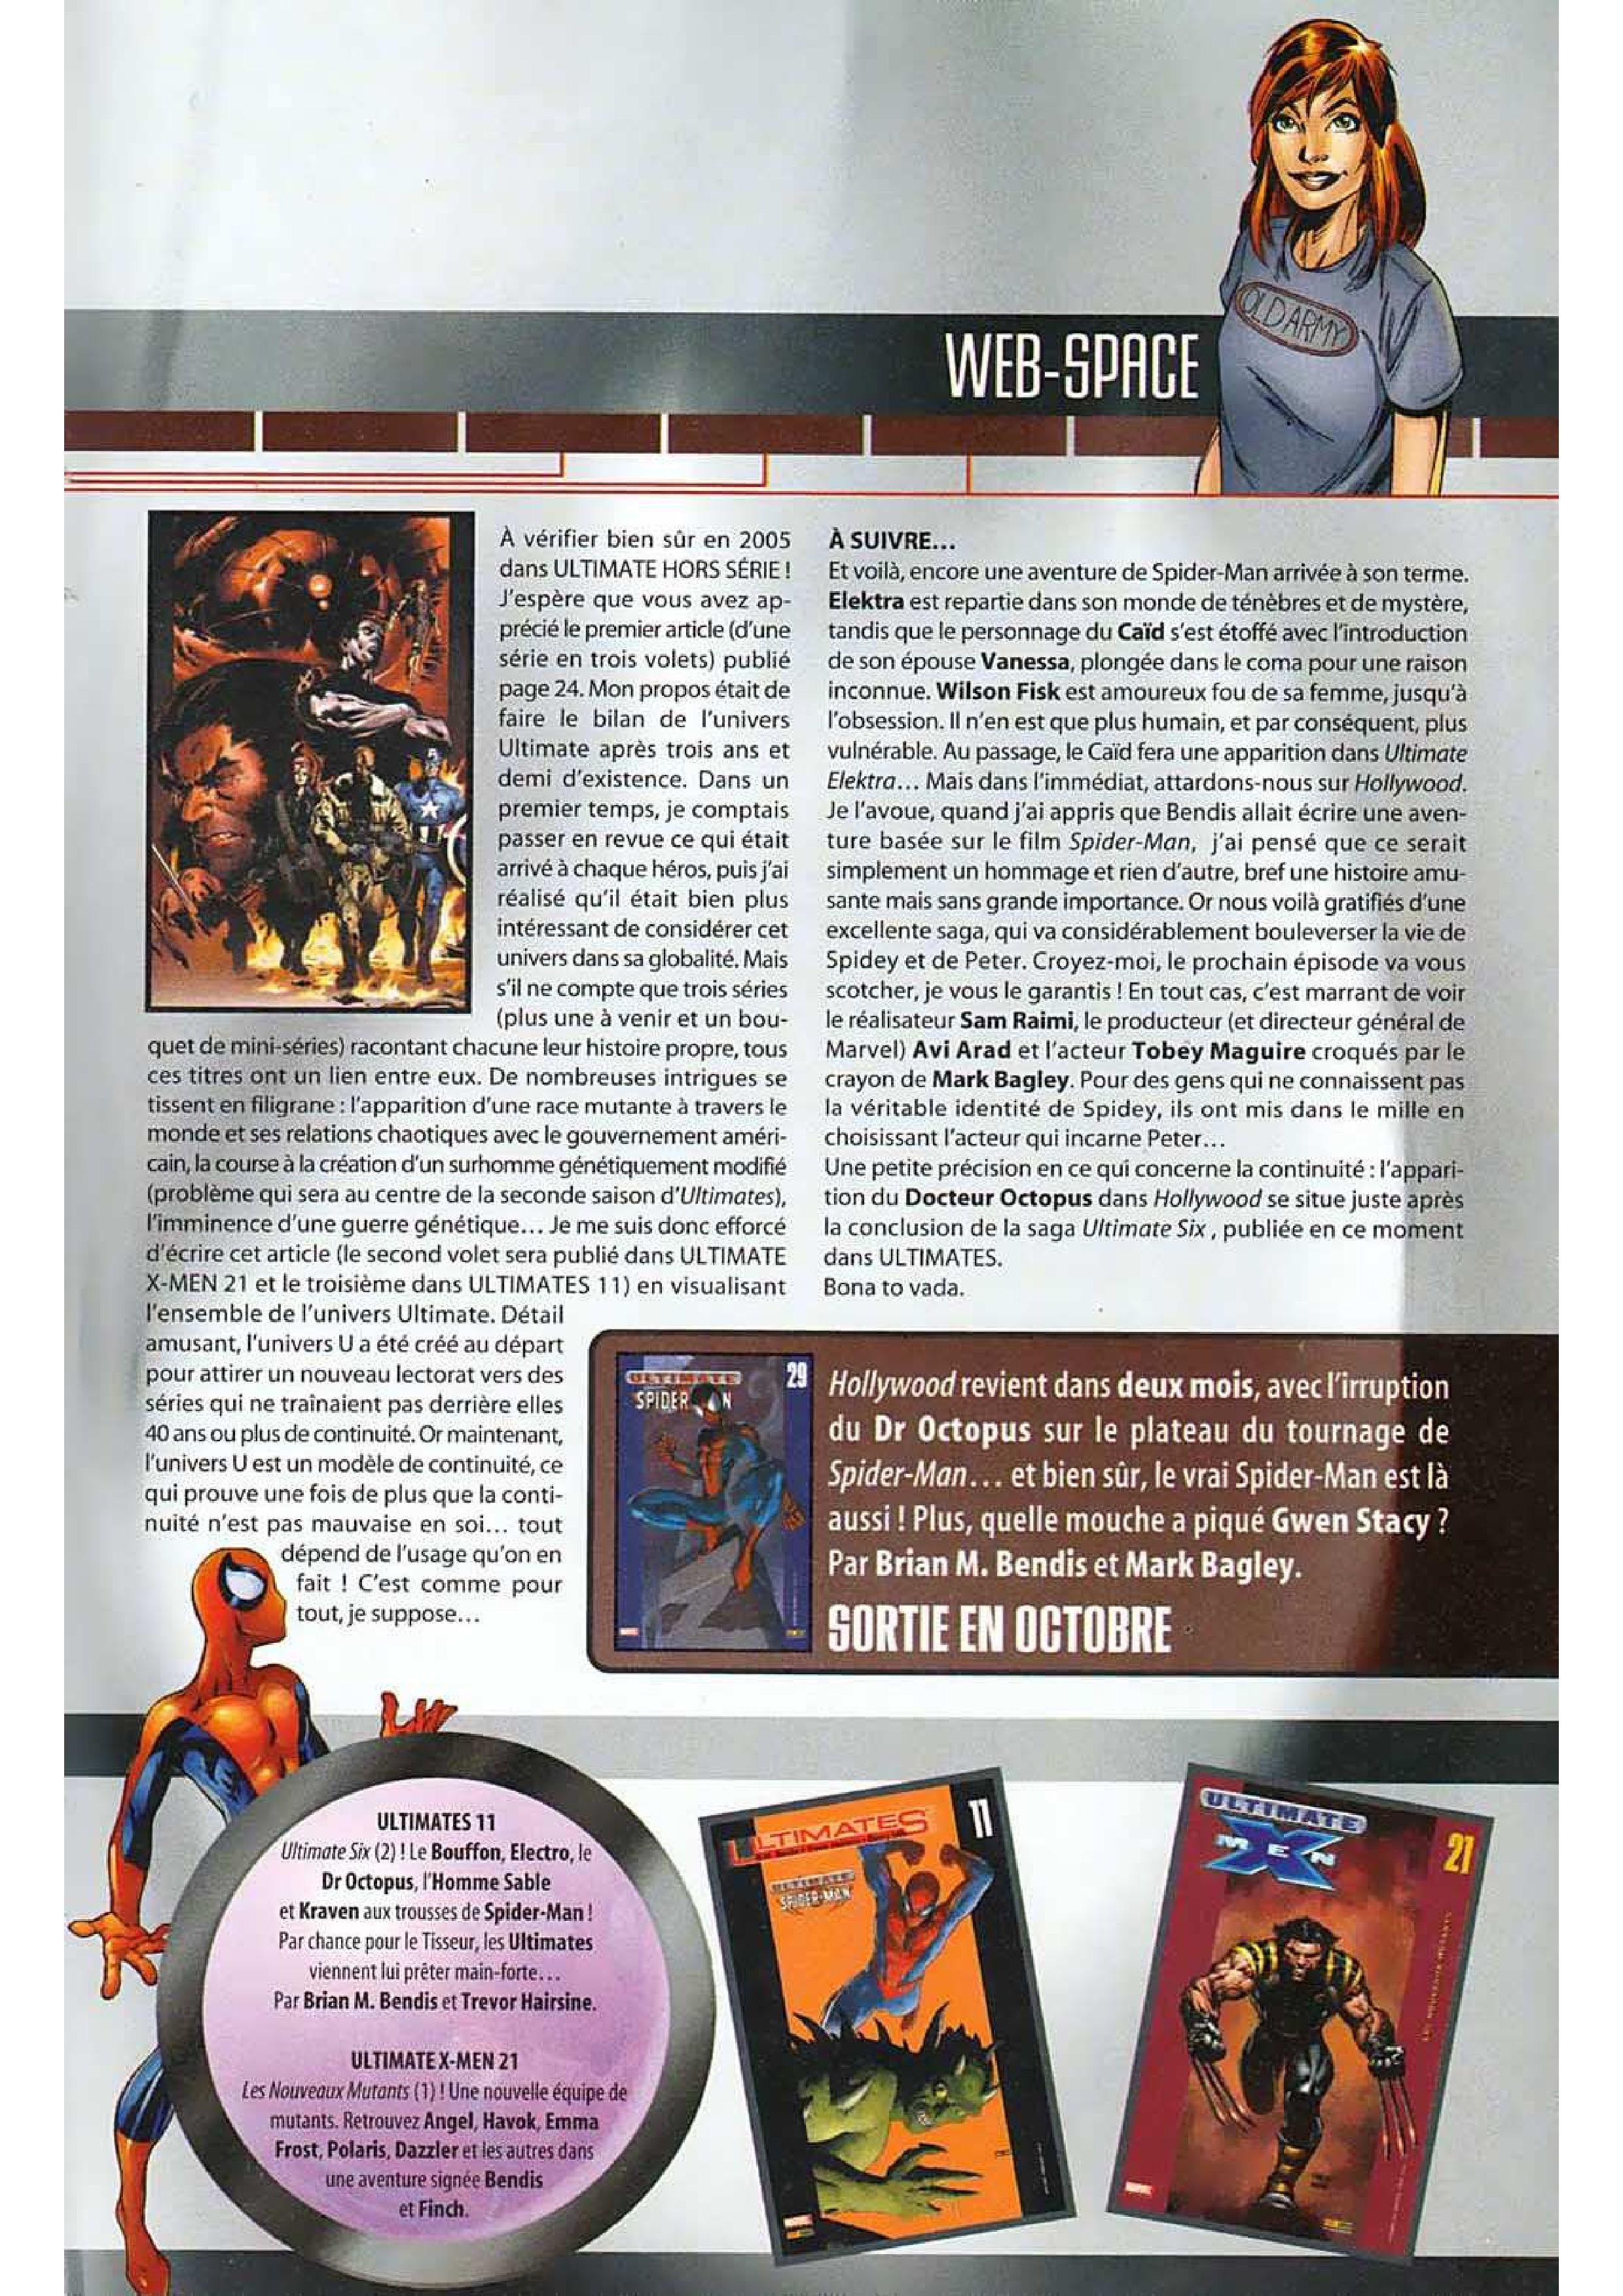 OLD ARMY
WEB-SPACE
À vérifier bien sûr en 2005
dans ULTIMATE HORS SÉRIE !
J'espère que vous avez ap-
précié le premier article (d'une
série en trois volets) publié
page 24. Mon propos était de
faire le bilan de l'univers
Ultimate après trois ans et
demi d'existence. Dans un
premier temps, je comptais
passer en revue ce qui était
arrivé à chaque héros, puis j'ai
réalisé qu'il était bien plus
intéressant de considérer cet
univers dans sa globalité. Mais
s'il ne compte que trois séries
(plus une à venir et un bou-
quet de mini-séries) racontant chacune leur histoire propre, tous
ces titres ont un lien entre eux. De nombreuses intrigues se
tissent en filigrane : l'apparition d'une race mutante à travers le
monde et ses relations chaotiques avec le gouvernement améri-
cain, la course à la création d'un surhomme génétiquement modifié
(problème qui sera au centre de la seconde saison d'Ultimates),
l'imminence d'une guerre génétique... Je me suis donc efforcé
d'écrire cet article (le second volet sera publié dans ULTIMATE
X-MEN 21 et le troisième dans ULTIMATES 11) en visualisant
l'ensemble de l'univers Ultimate. Détail
amusant, l'univers U a été créé au départ
pour attirer un nouveau lectorat vers des
séries qui ne traînaient pas derrière elles
40 ans ou plus de continuité. Or maintenant,
l'univers U est un modèle de continuité, ce
qui prouve une fois de plus que la conti-
nuité n'est pas mauvaise en soi... tout
dépend de l'usage qu'on en
fait ! C'est comme pour
tout, je suppose...
À SUIVRE...
Et voilà, encore une aventure de Spider-Man arrivée à son terme.
Elektra est repartie dans son monde de ténèbres et de mystère,
tandis que le personnage du Caïd s'est étoffé avec l'introduction
de son épouse Vanessa, plongée dans le coma pour une raison
inconnue. Wilson Fisk est amoureux fou de sa femme, jusqu'à
l'obsession. Il n'en est que plus humain, et par conséquent, plus
vulnérable. Au passage, le Caïd fera une apparition dans Ultimate
Elektra... Mais dans l'immédiat, attardons-nous sur Hollywood.
Je l'avoue, quand j'ai appris que Bendis allait écrire une aven-
ture basée sur le film Spider-Man, j'ai pensé que ce serait
simplement un hommage et rien d'autre, bref une histoire amu-
sante mais sans grande importance. Or nous voilà gratifiés d'une
excellente saga, qui va considérablement bouleverser la vie de
Spidey et de Peter. Croyez-moi, le prochain épisode va vous
scotcher, je vous le garantis ! En tout cas, c'est marrant de voir
le réalisateur Sam Raimi, le producteur (et directeur général de
Marvel) Avi Arad et l'acteur Tobey Maguire croqués par le
crayon de Mark Bagley. Pour des gens qui ne connaissent pas
la véritable identité de Spidey, ils ont mis dans le mille en
choisissant l'acteur qui incarne Peter...
Une petite précision en ce qui concerne la continuité : l'appari-
tion du Docteur Octopus dans Hollywood se situe juste après
la conclusion de la saga Ultimate Six , publiée en ce moment
dans ULTIMATES.
Bona to vada.
29
ULTIMATE
SPIDER N
MARVEL
Hollywood revient dans deux mois, avec l'irruption
du Dr Octopus sur le plateau du tournage de
Spider-Man... et bien sûr, le vrai Spider-Man est là
aussi ! Plus, quelle mouche a piqué Gwen Stacy ?
Par Brian M. Bendis et Mark Bagley.
SORTIE EN OCTOBRE
ULTIMATES 11
Ultimate Six (2) ! Le Bouffon, Electro, le
Dr Octopus, l'Homme Sable
et Kraven aux trousses de Spider-Man !
Par chance pour le Tisseur, les Ultimates
viennent lui prêter main-forte...
Par Brian M. Bendis et Trevor Hairsine.
ULTIMATE X-MEN 21
Les Nouveaux Mutants (1) ! Une nouvelle équipe de
mutants. Retrouvez Angel, Havok, Emma
Frost, Polaris, Dazzler et les autres dans
une aventure signée Bendis
et Finch.
ULTIMATES
11
ULTIMATE
SPIDER-MAN
MARVEL
ULTIMATE
X MEN
21
LES NOUVEAUX MUTANTS
MARVEL